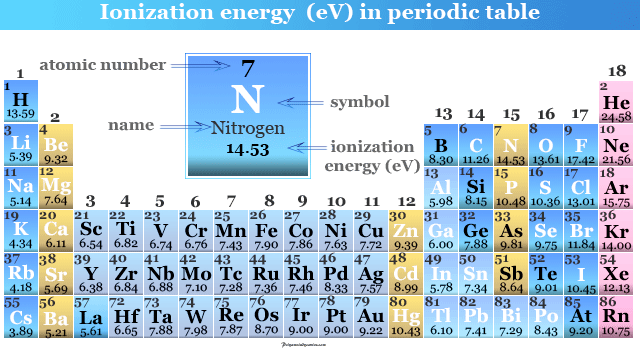 Ionization energy (eV) in periodic table
atomic number
7
N
symbol
name
Nitrogen
14.53
ionization
energy (eV)
1 18
1 2
H He
13.59 24.58
2 13 14 15 16 17
3 4 5 6 7 8 9 10
Li Be B C N O F Ne
5.39 9.32 8.30 11.26 14.53 13.61 17.42 21.56
11 12 13 14 15 16 17 18
Na Mg Al Si P S Cl Ar
5.14 7.64 5.98 8.15 10.48 10.36 13.01 15.75
3 4 5 6 7 8 9 10 11 12
19 20 21 22 23 24 25 26 27 28 29 30 31 32 33 34 35 36
K Ca Sc Ti V Cr Mn Fe Co Ni Cu Zn Ga Ge As Se Br Kr
4.34 6.11 6.54 6.82 6.74 6.76 7.43 7.90 7.86 7.63 7.72 9.39 6.00 7.88 9.81 9.75 11.84 14.00
37 38 39 40 41 42 43 44 45 46 47 48 49 50 51 52 53 54
Rb Sr Y Zr Nb Mo Tc Ru Rh Pd Ag Cd In Sn Sb Te I Xe
4.18 5.69 6.38 6.84 6.88 7.10 7.28 7.36 7.46 8.33 7.57 8.99 5.78 7.34 8.64 9.01 10.45 12.13
55 56 57 72 73 74 75 76 77 78 79 80 81 82 83 84 85 86
Cs Ba La Hf Ta W Re Os Ir Pt Au Hg Tl Pb Bi Po At Rn
3.89 5.21 5.61 6.65 7.88 7.98 7.87 8.70 9.00 9.00 9.22 10.43 6.10 7.41 7.29 8.43 9.20 10.75